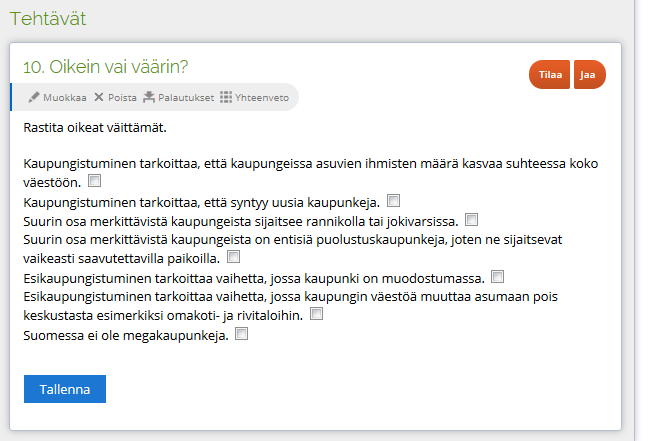 Tehtävät
10. Oikein vai väärin?
Tilaa Jaa
Muokkaa Poista Palautukset Yhteenveto
Rastita oikeat väittämät.
Kaupungistuminen tarkoittaa, että kaupungeissa asuvien ihmisten määrä kasvaa suhteessa koko
väestöön.
Kaupungistuminen tarkoittaa, että syntyy uusia kaupunkeja.
Suurin osa merkittävistä kaupungeista sijaitsee rannikolla tai jokivarsissa.
Suurin osa merkittävistä kaupungeista on entisiä puolustuskaupunkeja, joten ne sijaitsevat
vaikeasti saavutettavilla paikoilla.
Esikaupungistuminen tarkoittaa vaihetta, jossa kaupunki on muodostumassa.
Esikaupungistuminen tarkoittaa vaihetta, jossa kaupungin väestöä muuttaa asumaan pois
keskustasta esimerkiksi omakoti- ja rivitaloihin.
Suomessa ei ole megakaupunkeja.
Tallenna